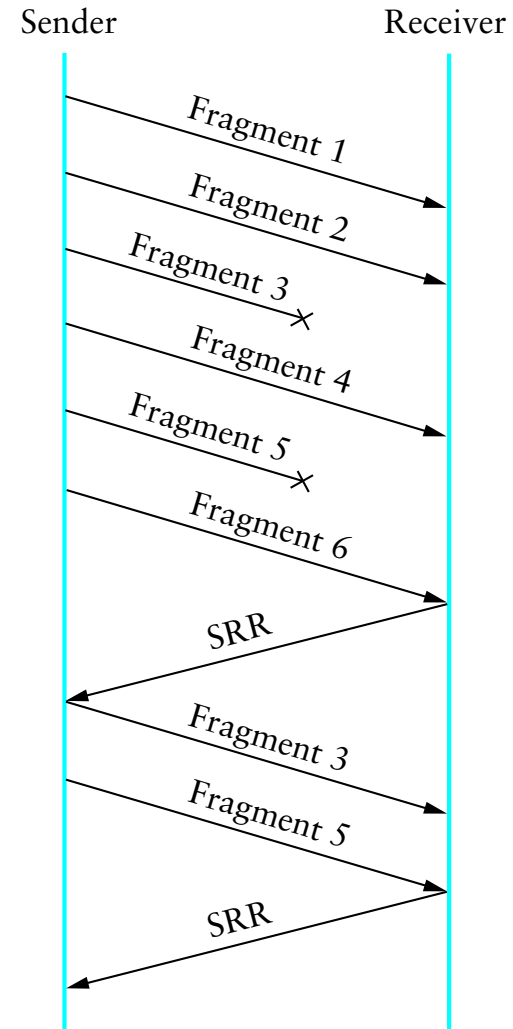 Sender
Receiver
Fragment 1
Fragment 2
Fragment 3
Fragment 4
Fragment 5
Fragment 6
SRR
Fragment 3
Fragment 5
SRR